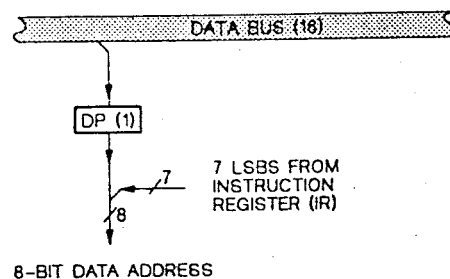 DATA BUS (16)
DP (1)
7
7 LSBS FROM
INSTRUCTION
REGISTER (IR)
8
8-BIT DATA ADDRESS